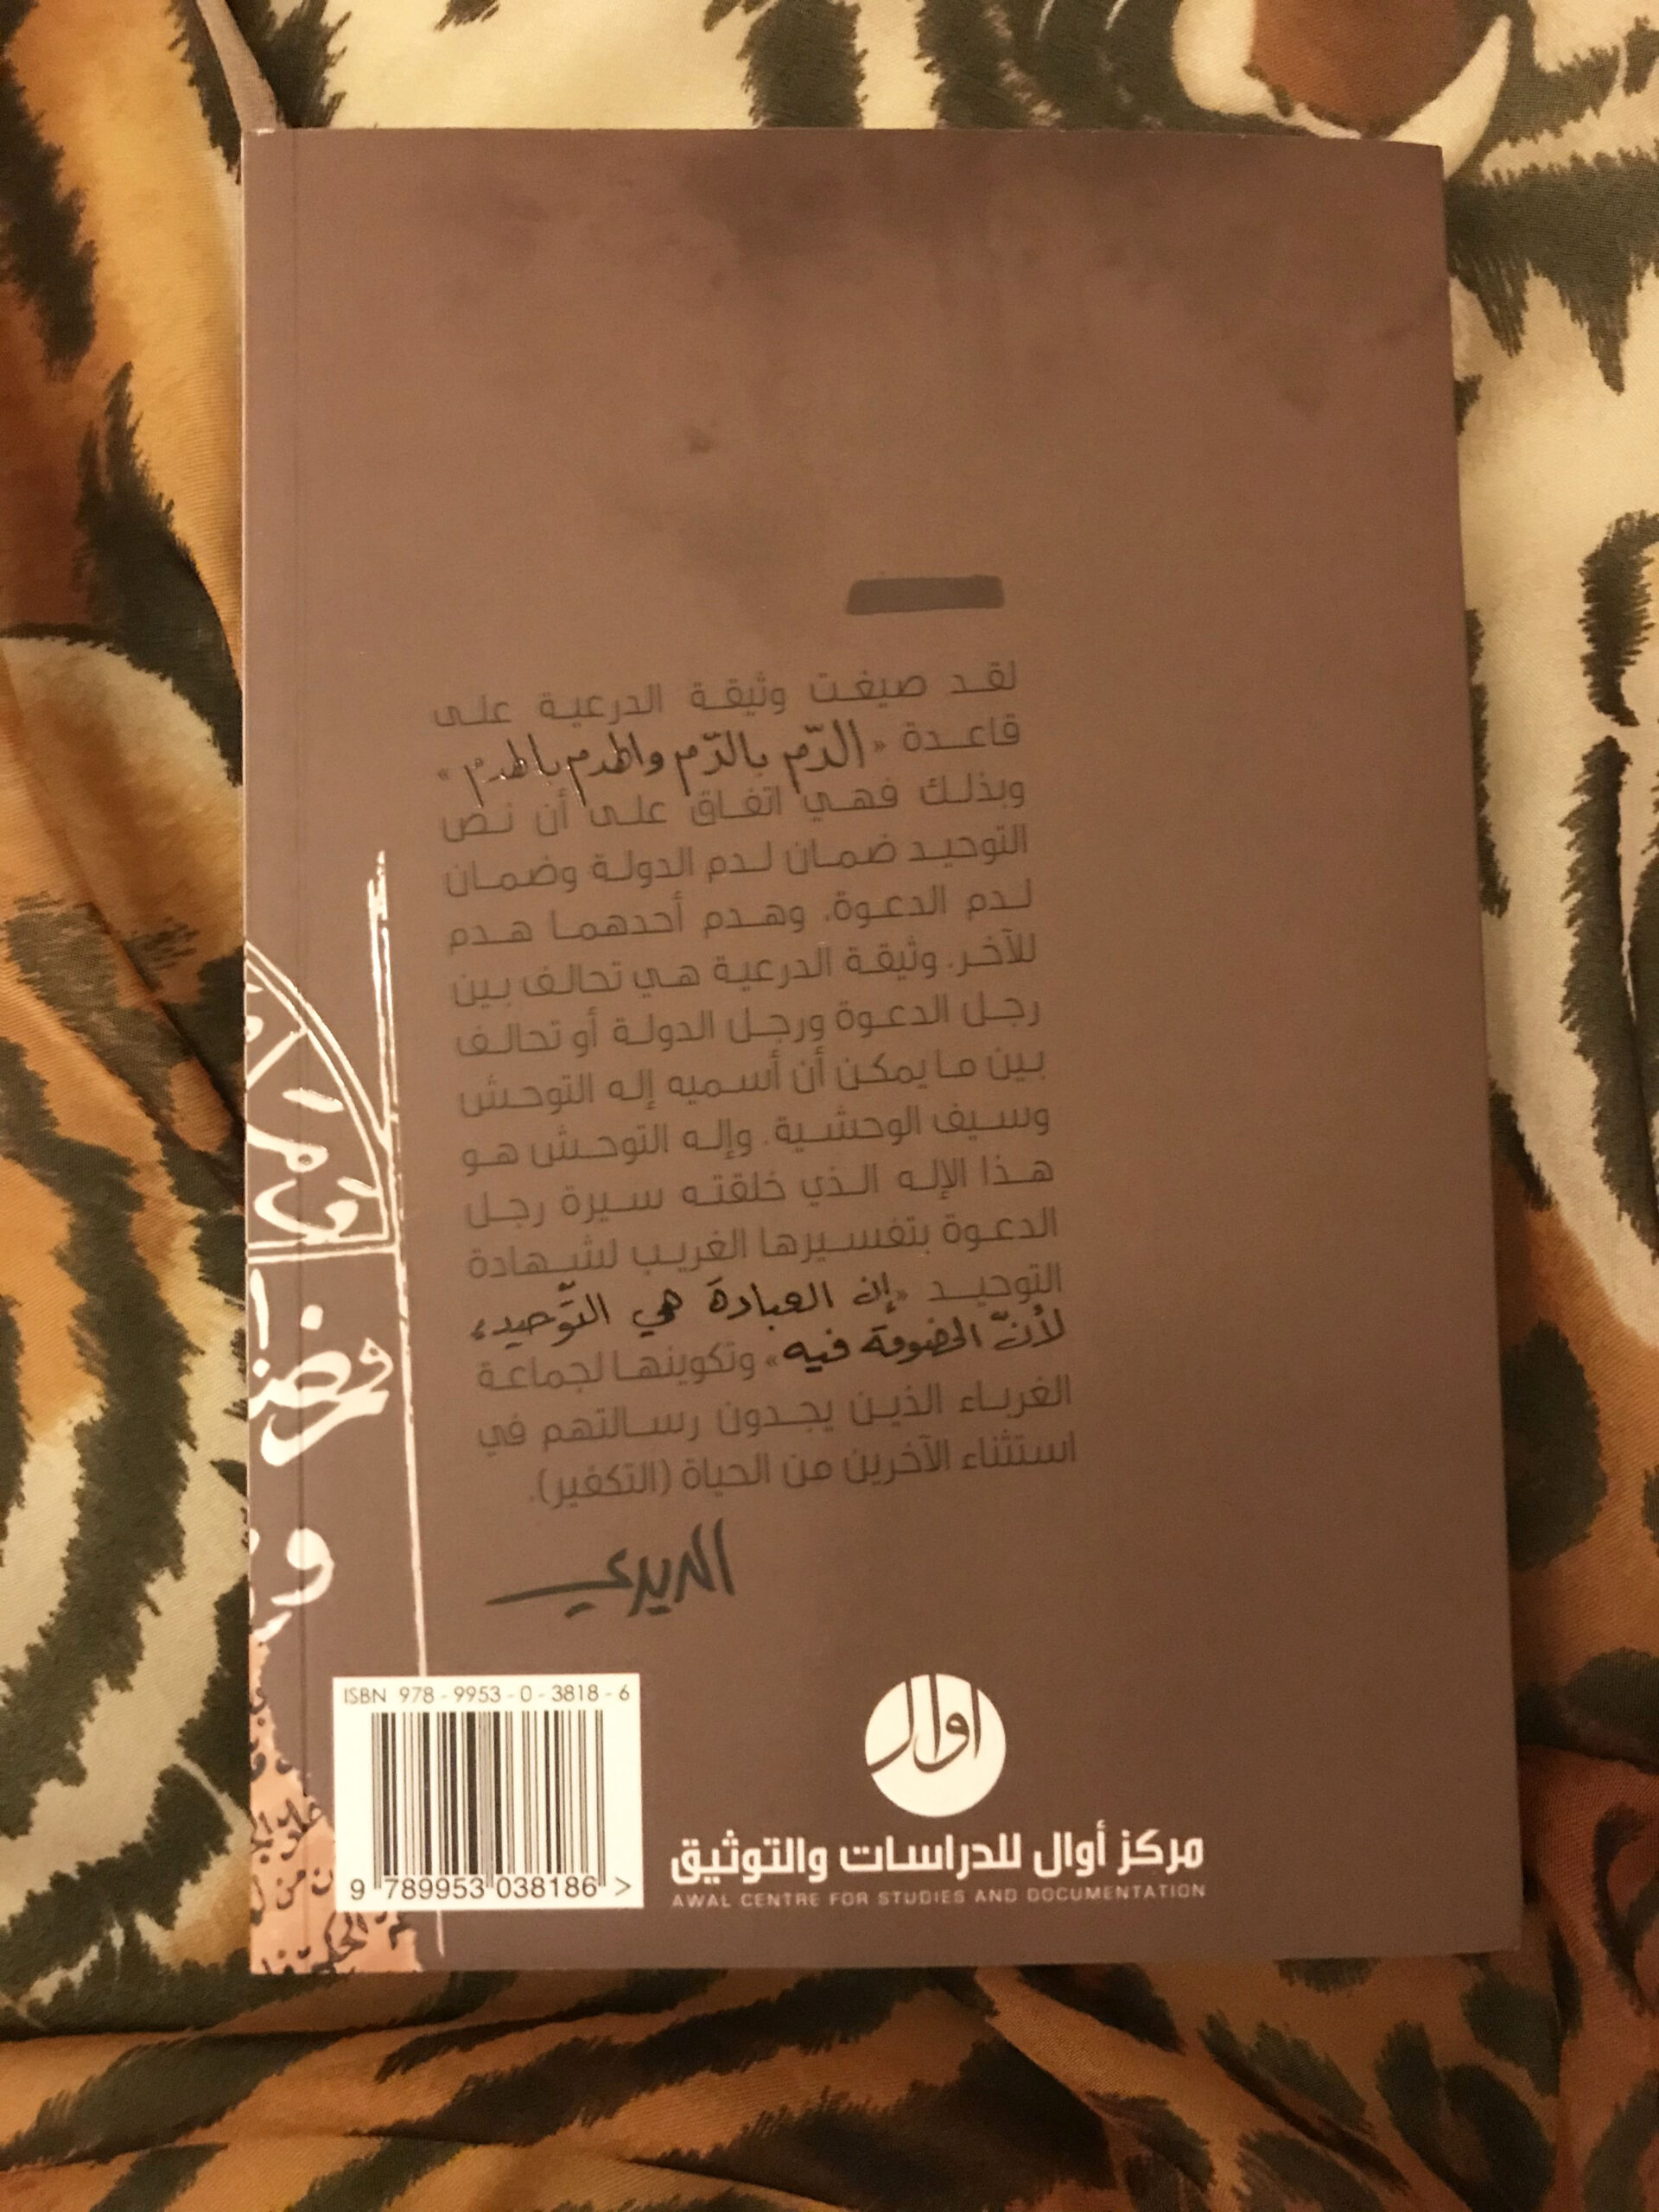 لقد صيغت وثيقة الدرعية على
قاعدة «الدّم بالدّم والهدم بالهدم»
وبذلك فهي اتفاق على أن نص
التوحيد ضمان لدم الدولة وضمان
لدم الدعوة، وهدم أحدهما هدم
للآخر. وثيقة الدرعية هي تحالف بين
رجل الدعوة ورجل الدولة أو تحالف
بين ما يمكن أن أسميه إله التوحش
وسيف الوحشية. وإله التوحش هو
هذا الإله الذي خلقته سيرة رجل
الدعوة بتفسيرها الغريب لشهادة
التوحيد «إن العبادة هي التّوحيد،
لأنّ الخصومة فيه» وتكوينها لجماعة
الغرباء الذين يجدون رسالتهم في
استثناء الآخرين من الحياة (التكفير).
الديري
ISBN 978 - 9953 - 0 - 3818 - 6
9 789953 038186 >
أوال
مركز أوال للدراسات والتوثيق
AWAL CENTRE FOR STUDIES AND DOCUMENTATION